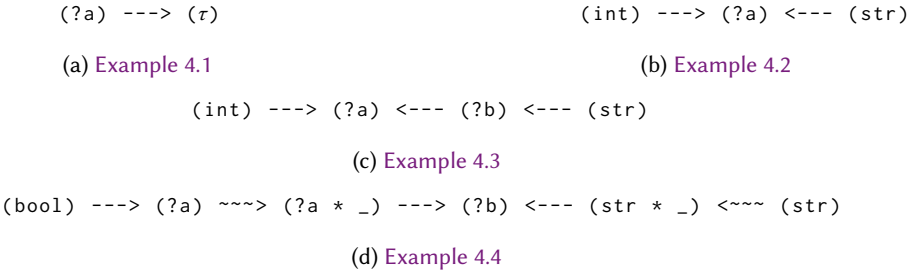 (?a) ---> (τ)
(int) ---> (?a) <--- (str)
(a) Example 4.1
(b) Example 4.2
(int) ---> (?a) <--- (?b) <--- (str)
(c) Example 4.3
(bool) ---> (?a) ~~~> (?a * _) ---> (?b) <--- (str * _) <~~~ (str)
(d) Example 4.4